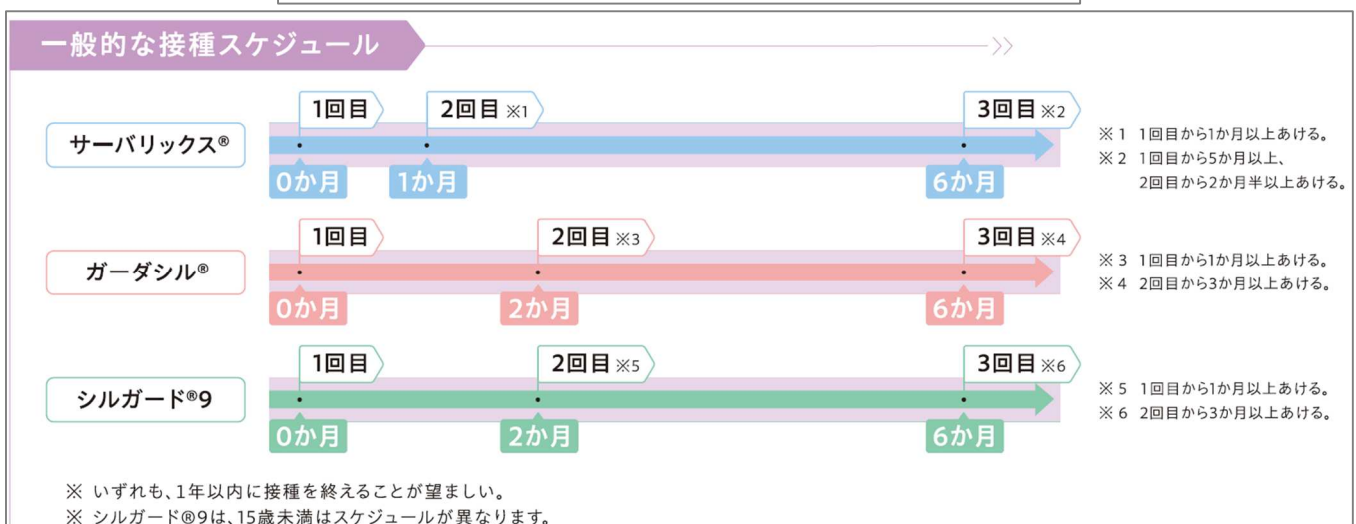 一般的な接種スケジュール
サーバリックス®
1回目
2回目 ※1
3回目 ※2
0か月
1か月
6か月
※1 1回目から1か月以上あける。
※2 1回目から5か月以上、
2回目から2か月半以上あける。
ガーダシル®
1回目
2回目 ※3
3回目 ※4
0か月
2か月
6か月
※3 1回目から1か月以上あける。
※4 2回目から3か月以上あける。
シルガード®9
1回目
2回目 ※5
3回目 ※6
0か月
2か月
6か月
※5 1回目から1か月以上あける。
※6 2回目から3か月以上あける。
※ いずれも、1年以内に接種を終えることが望ましい。
※ シルガード®9は、15歳未満はスケジュールが異なります。